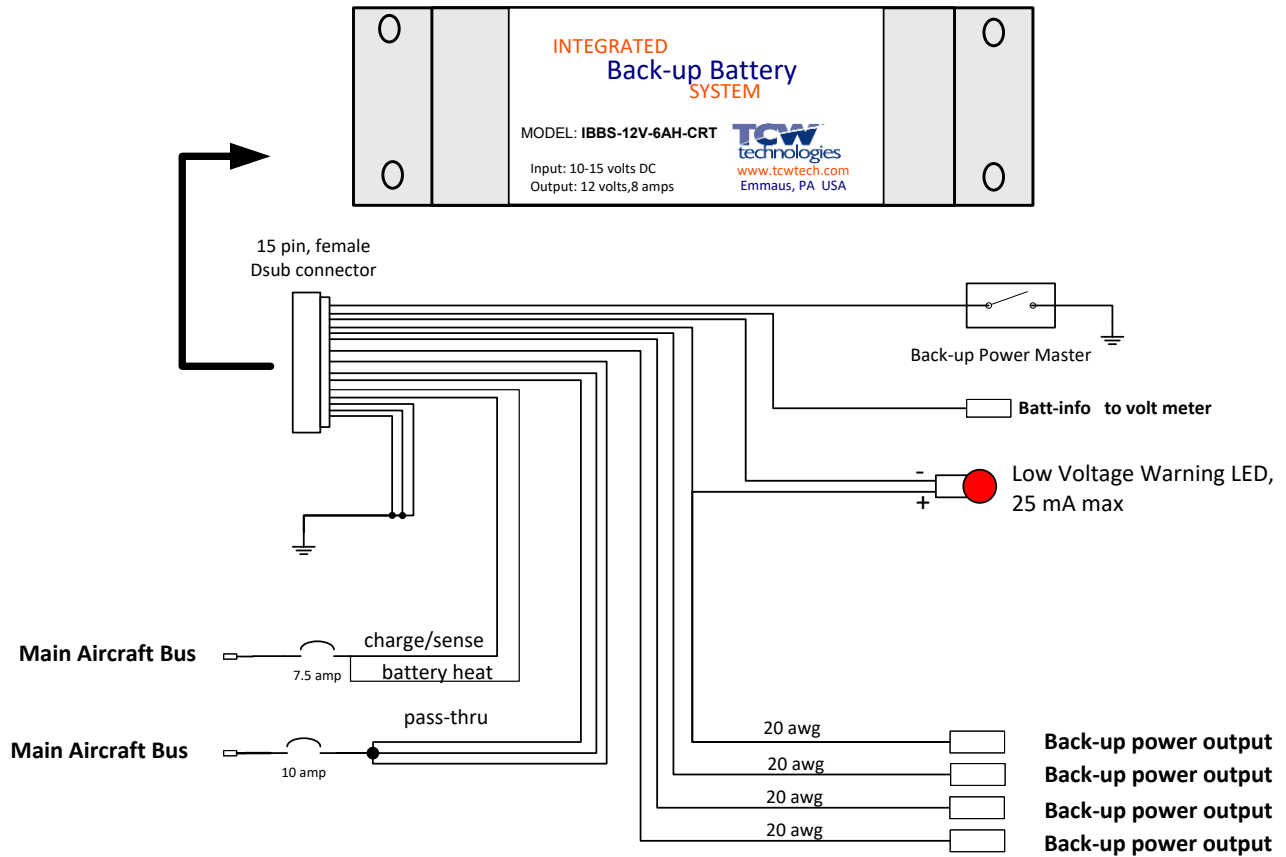 INTEGRATED
Back-up Battery
SYSTEM
MODEL: IBBS-12V-6AH-CRT
TCW
technologies
www.tcwtech.com
Emmaus, PA USA
Input: 10-15 volts DC
Output: 12 volts,8 amps
15 pin, female
Dsub connector
Back-up Power Master
Batt-info to volt meter
-
+
Low Voltage Warning LED,
25 mA max
Main Aircraft Bus
7.5 amp
charge/sense
battery heat
Main Aircraft Bus
10 amp
pass-thru
20 awg
Back-up power output
20 awg
Back-up power output
20 awg
Back-up power output
20 awg
Back-up power output